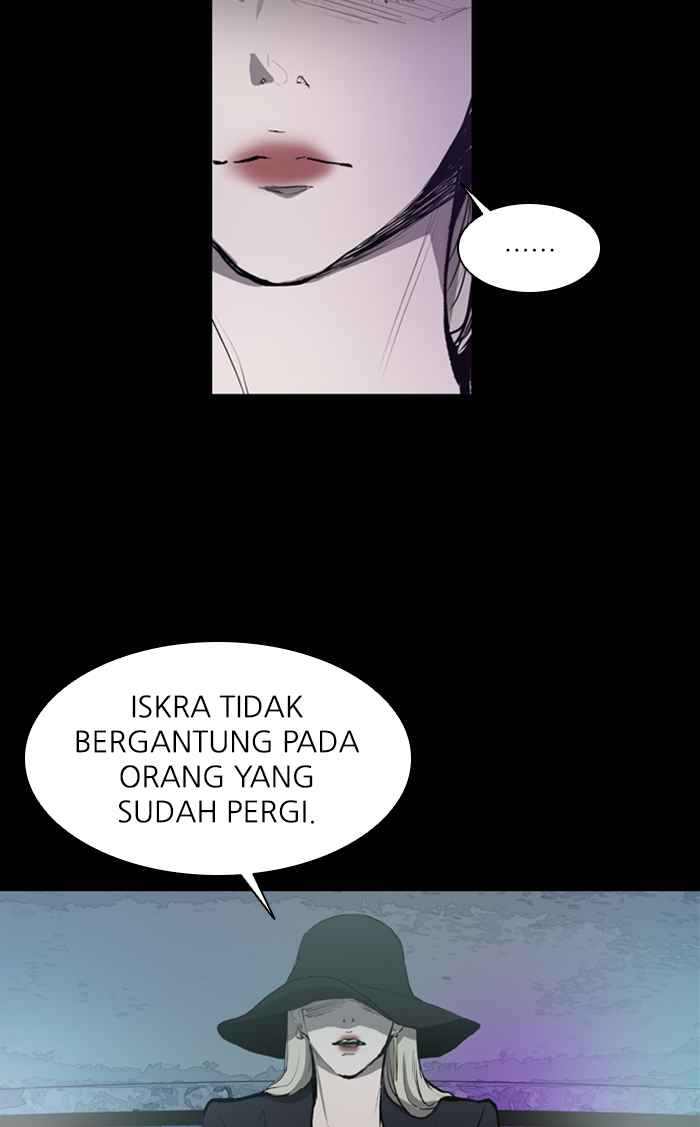 ......
ISKRA TIDAK
BERGANTUNG PADA
ORANG YANG
SUDAH PERGI.